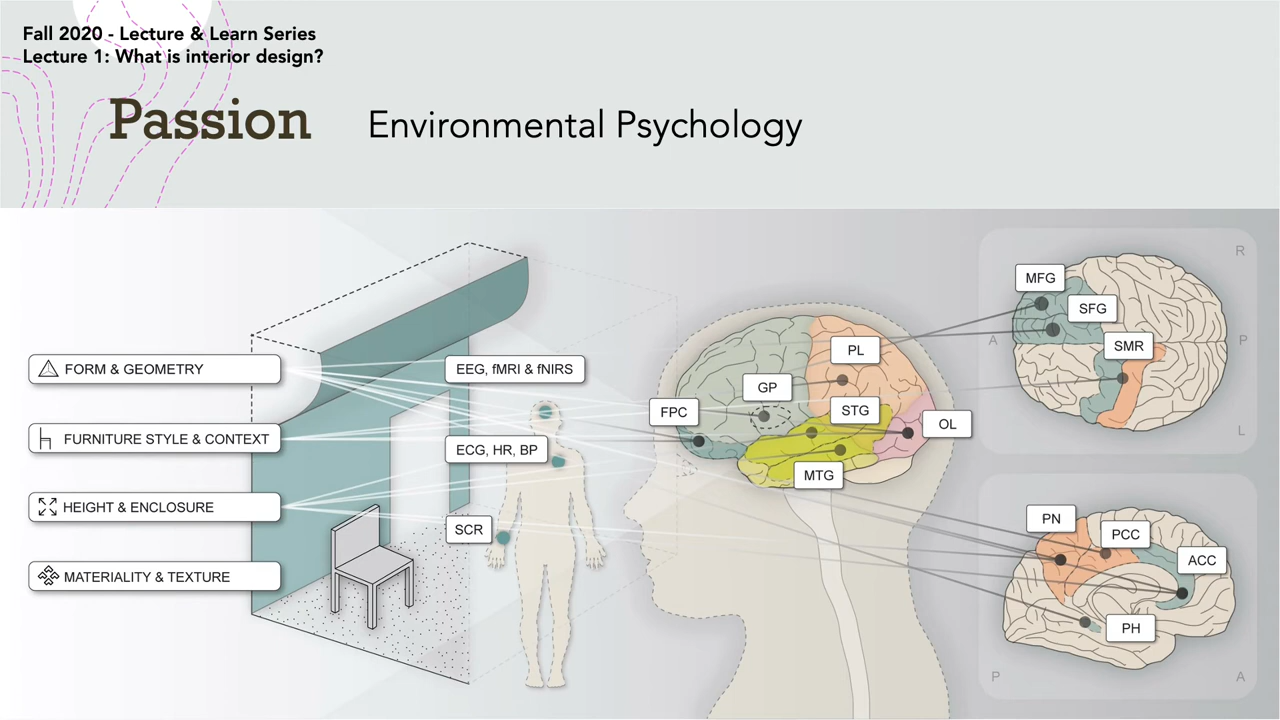 Fall 2020 - Lecture & Learn Series
Lecture 1: What is interior design?
Passion Environmental Psychology
FORM & GEOMETRY
FURNITURE STYLE & CONTEXT
HEIGHT & ENCLOSURE
MATERIALITY & TEXTURE
EEG, fMRI & fNIRS
ECG, HR, BP
SCR
FPC
GP
PL
STG
OL
MTG
R
MFG
SFG
A
SMR
P
L
PN
PCC
ACC
PH
P
A